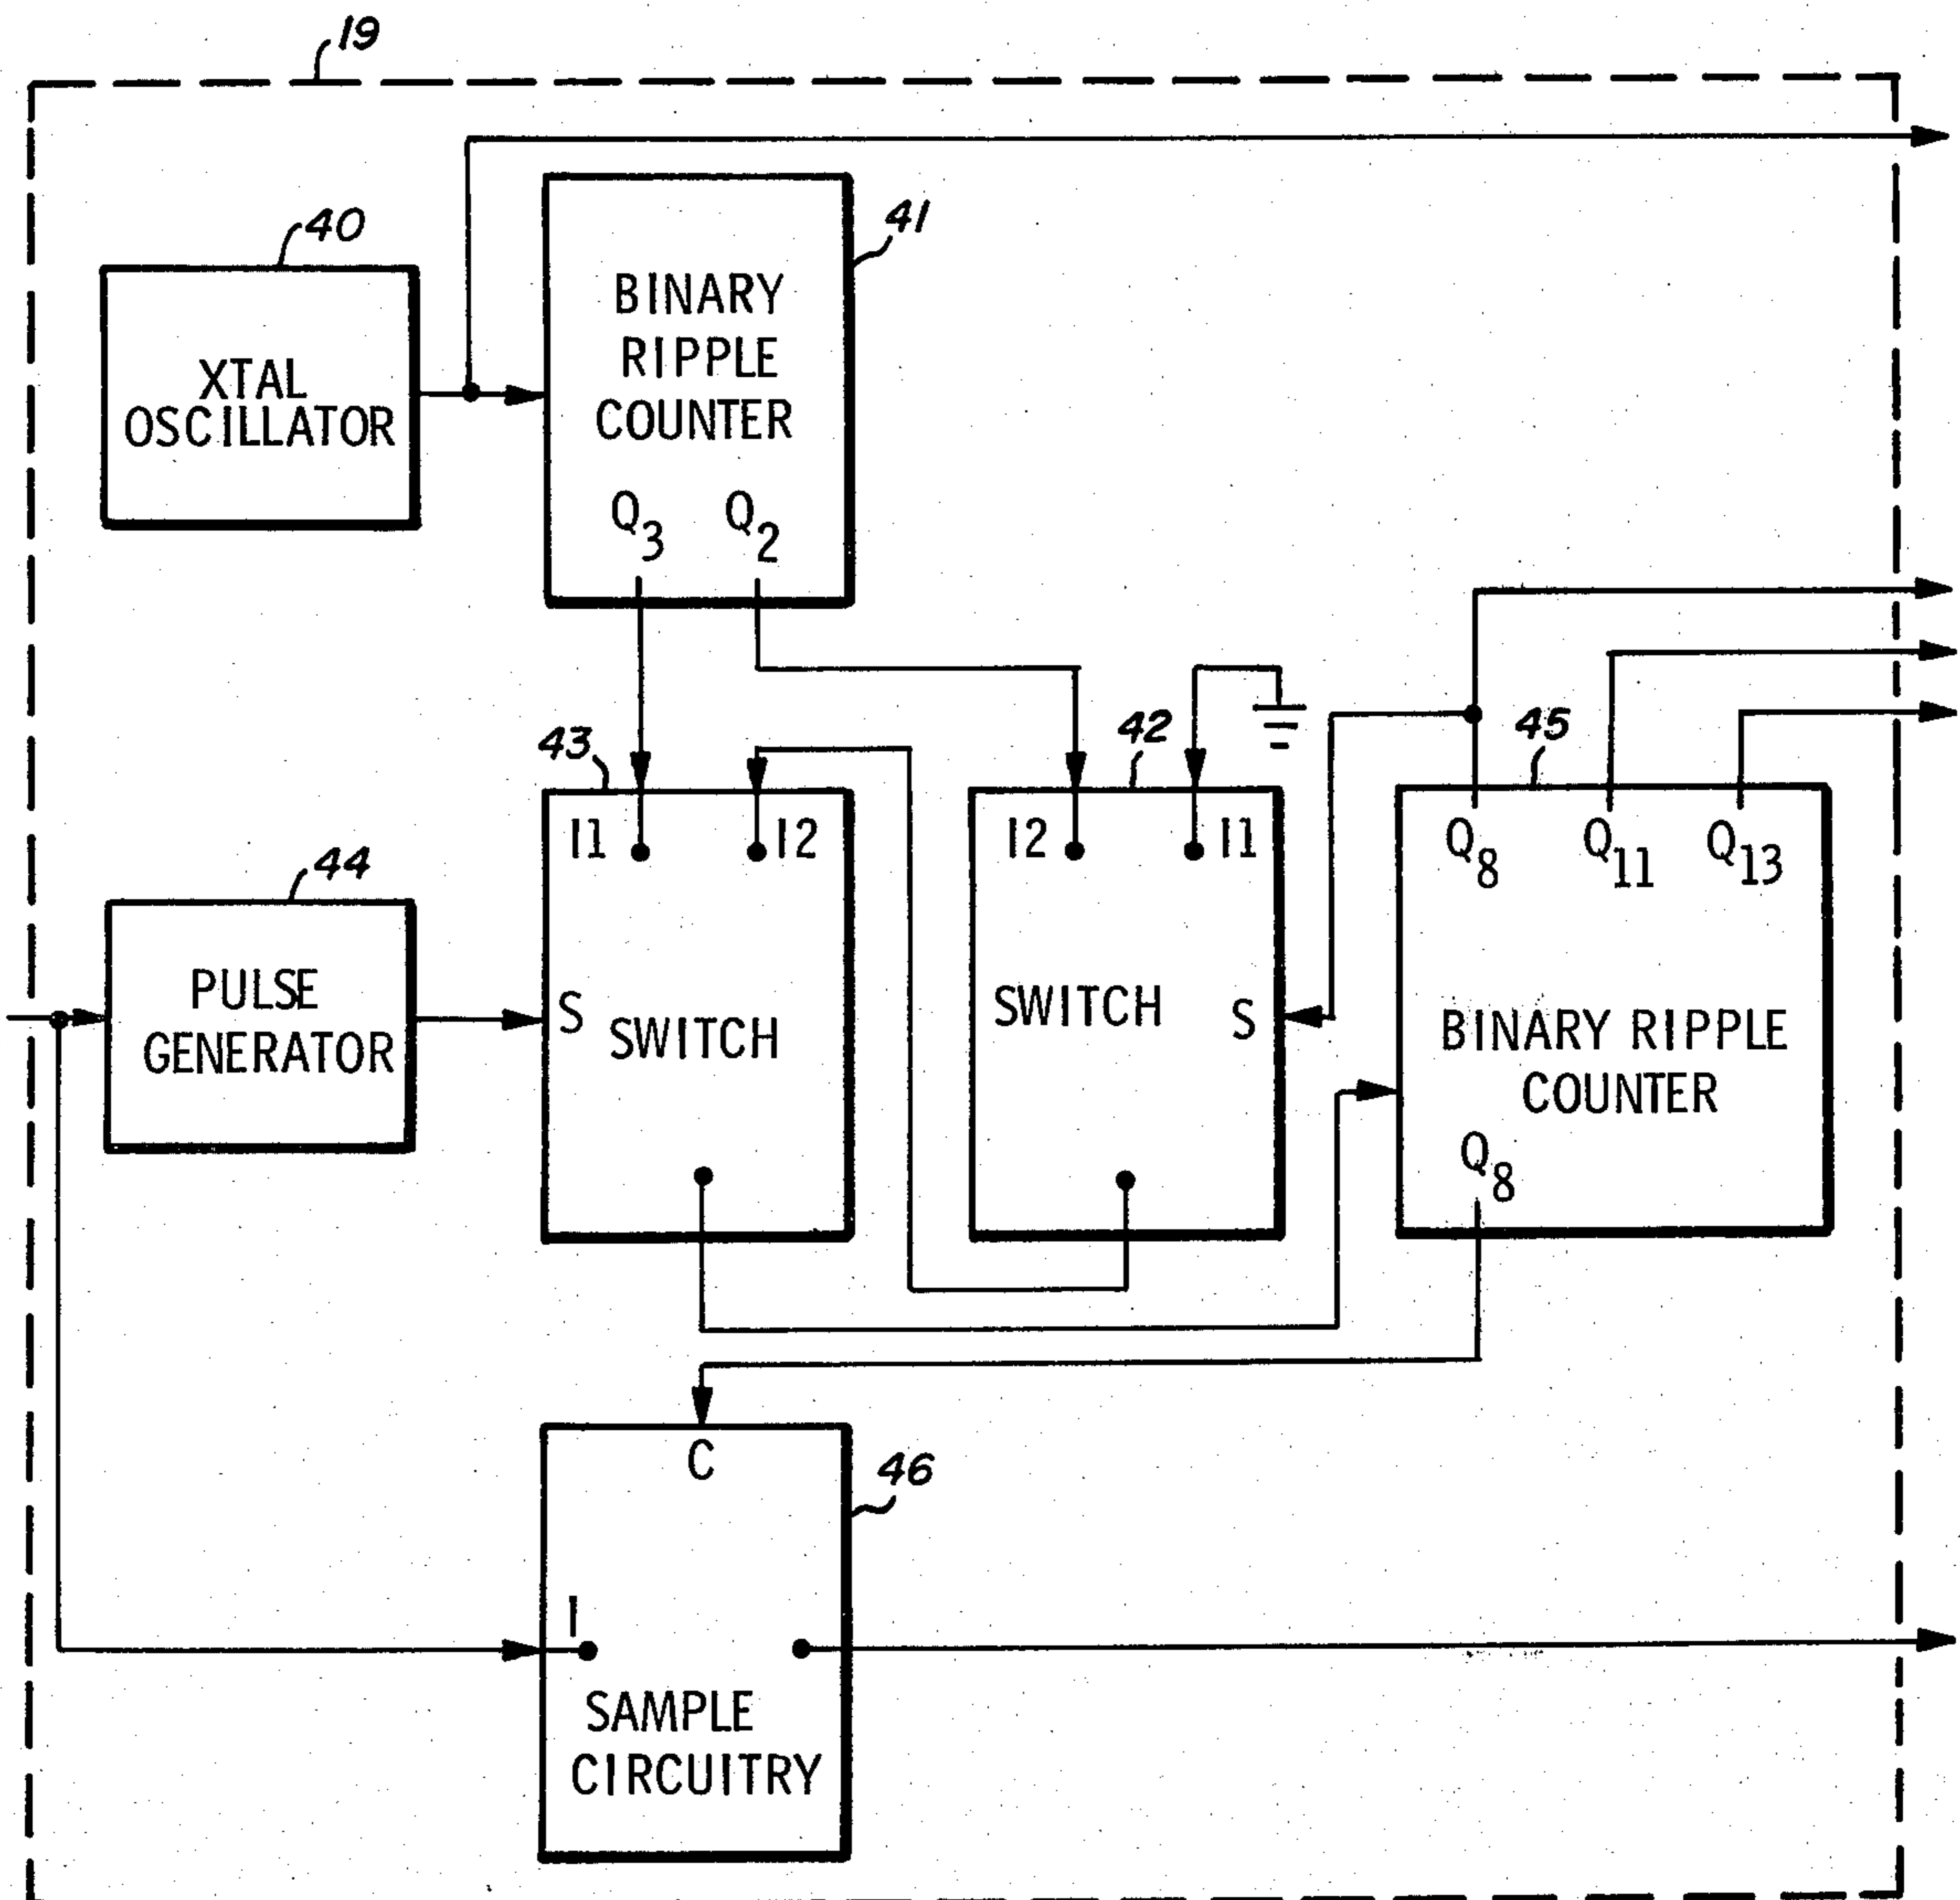 19
40
41
XTAL
OSCILLATOR
BINARY
RIPPLE
COUNTER
Q3 Q2
43
42
45
I1 I2
I2 I1
Q8 Q11 Q13
44
PULSE
GENERATOR
S SWITCH
SWITCH S
BINARY RIPPLE
COUNTER
Q8
C
46
I
SAMPLE
CIRCUITRY